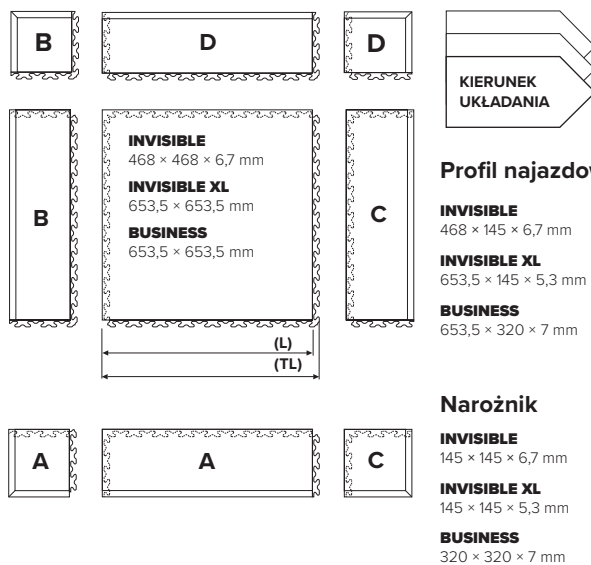 B
D
D
KIERUNEK
UKŁADANIA
INVISIBLE
468 × 468 × 6,7 mm
INVISIBLE XL
653,5 × 653,5 mm
BUSINESS
653,5 × 653,5 mm
B
C
(L)
(TL)
A
A
C
Profil najazdow
INVISIBLE
468 × 145 × 6,7 mm
INVISIBLE XL
653,5 × 145 × 5,3 mm
BUSINESS
653,5 × 320 × 7 mm
Narożnik
INVISIBLE
145 × 145 × 6,7 mm
INVISIBLE XL
145 × 145 × 5,3 mm
BUSINESS
320 × 320 × 7 mm